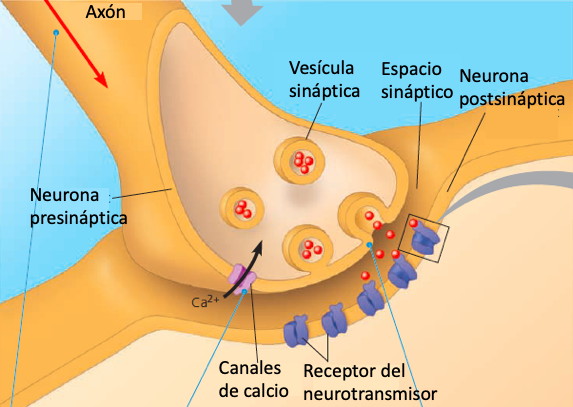 Axón
Vesícula
sináptica
Espacio
sináptico
Neurona
postsináptica
Neurona
presináptica
Ca²⁺
Canales
de calcio
Receptor del
neurotransmisor